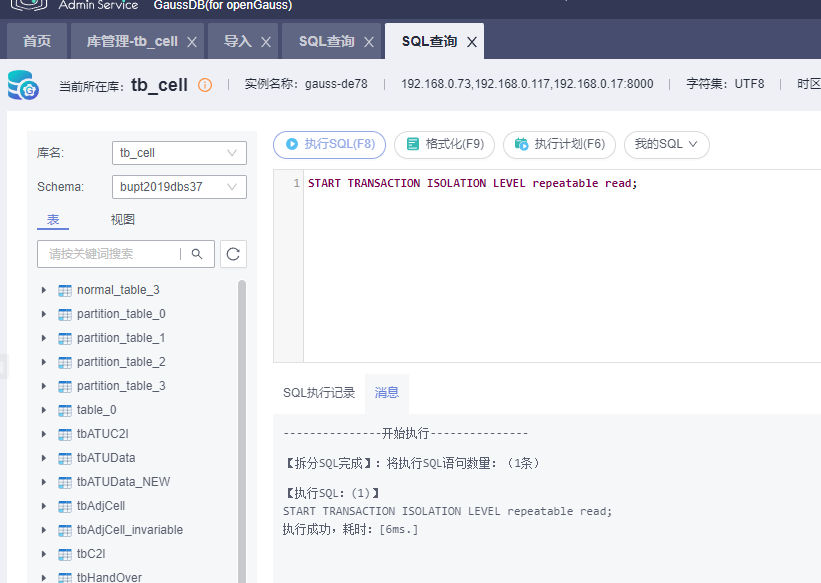 Admin Service GaussDB(for openGauss)
首页 库管理-tb_cell 导入 SQL查询 SQL查询
当前所在库: tb_cell 实例名称: gauss-de78 192.168.0.73,192.168.0.117,192.168.0.17:8000 字符集: UTF8 时区
库名: tb_cell
Schema: bupt2019dbs37
表 视图
请按关键词搜索
normal_table_3
partition_table_0
partition_table_1
partition_table_2
partition_table_3
table_0
tbATUC2I
tbATUData
tbATUData_NEW
tbAdjCell
tbAdjCell_invariable
tbC2I
tbHandOver
执行SQL(F8) 格式化(F9) 执行计划(F6) 我的SQL
1 START TRANSACTION ISOLATION LEVEL repeatable read;
SQL执行记录 消息
---------------开始执行---------------
【拆分SQL完成】: 将执行SQL语句数量: (1条)
【执行SQL: (1)】
START TRANSACTION ISOLATION LEVEL repeatable read;
执行成功, 耗时: [6ms.]